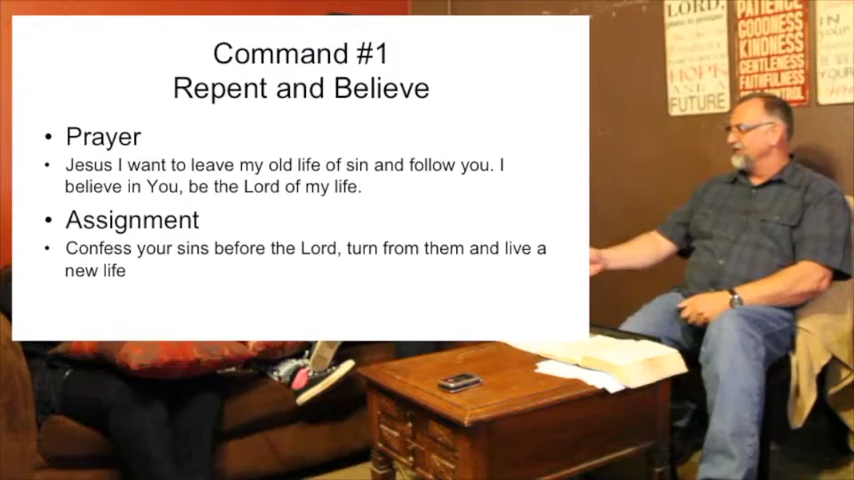 Command #1
Repent and Believe
• Prayer
• Jesus I want to leave my old life of sin and follow you. I
believe in You, be the Lord of my life.
• Assignment
• Confess your sins before the Lord, turn from them and live a
new life
LORD,
HOPE
AND A
FUTURE
PATIENCE
GOODNESS
KINDNESS
GENTLENESS
FAITHFULNESS
IN
YOUR